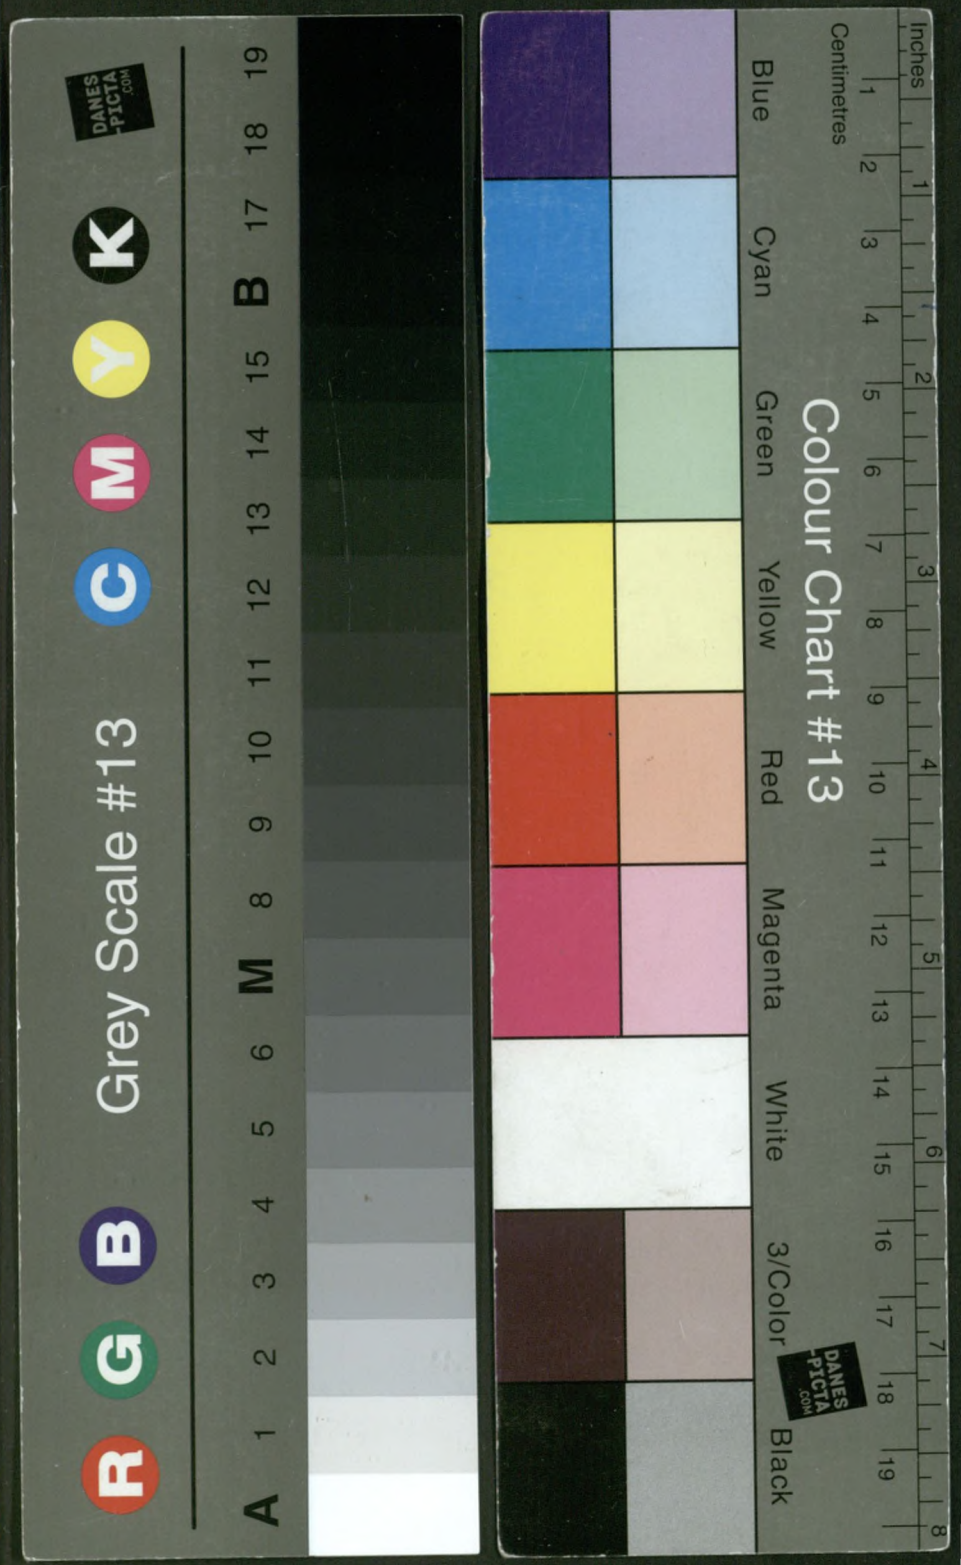 DANES
-PICTA
.COM
R G B Grey Scale #13 C M Y K
A 1 2 3 4 5 6 M 8 9 10 11 12 13 14 15 B 17 18 19
Inches 1 2 3 4 5 6 7 8
Centimetres 1 2 3 4 5 6 7 8 9 10 11 12 13 14 15 16 17 18 19
Colour Chart #13
Blue Cyan Green Yellow Red Magenta White 3/Color Black
DANES
-PICTA
.COM